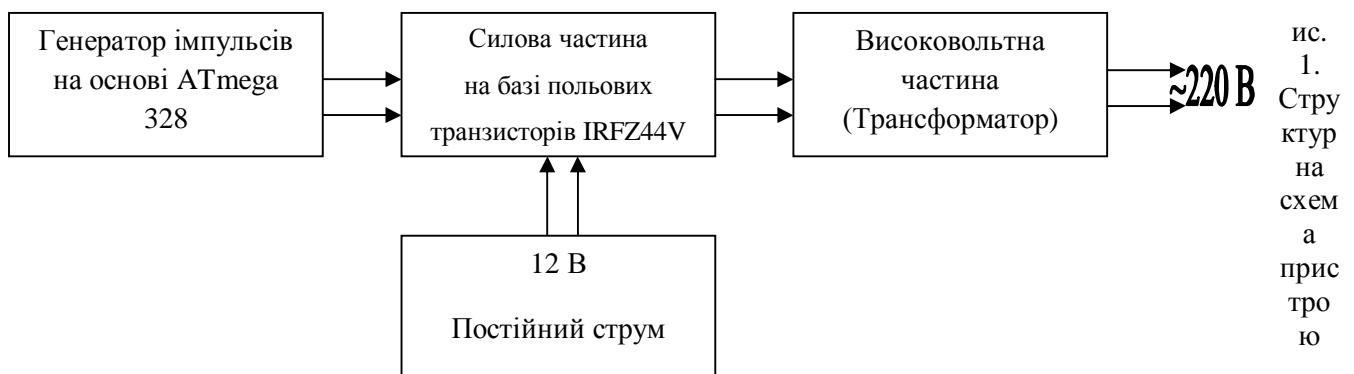 Генератор імпульсів
на основі ATmega
328
Силова частина
на базі польових
транзисторів IRFZ44V
Високовольтна
частина
(Трансформатор)
~220 В
12 В
Постійний струм
ис.
1.
Стру
ктур
на
схем
а
прис
тро
ю